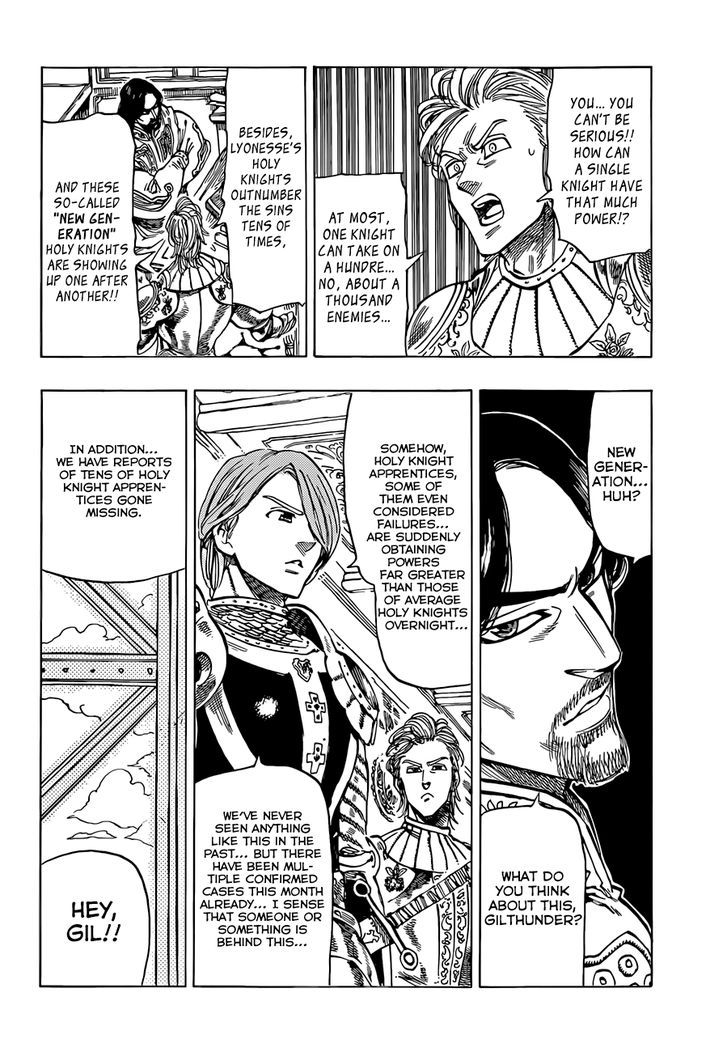 YOU... YOU
CAN'T BE
SERIOUS!!
HOW CAN
A SINGLE
KNIGHT HAVE
THAT MUCH
POWER!?
AT MOST,
ONE KNIGHT
CAN TAKE ON
A HUNDRE...
NO, ABOUT A
THOUSAND
ENEMIES...
BESIDES,
LYONESSE'S
HOLY
KNIGHTS
OUTNUMBER
THE SINS
TENS OF
TIMES,
AND THESE
SO-CALLED
"NEW GEN-
ERATION"
HOLY KNIGHTS
ARE SHOWING
UP ONE AFTER
ANOTHER!!
NEW
GENER-
ATION...
HUH?
WHAT DO
YOU THINK
ABOUT THIS,
GILTHUNDER?
SOMEHOW,
HOLY KNIGHT
APPRENTICES,
SOME OF
THEM EVEN
CONSIDERED
FAILURES...
ARE SUDDENLY
OBTAINING
POWERS
FAR GREATER
THAN THOSE
OF AVERAGE
HOLY KNIGHTS
OVERNIGHT...
WE'VE NEVER
SEEN ANYTHING
LIKE THIS IN THE
PAST... BUT THERE
HAVE BEEN MUL-
TIPLE CONFIRMED
CASES THIS MONTH
ALREADY... I SENSE
THAT SOMEONE OR
SOMETHING IS
BEHIND THIS...
IN ADDITION...
WE HAVE REPORTS
OF TENS OF HOLY
KNIGHT APPREN-
TICES GONE
MISSING.
HEY,
GIL!!